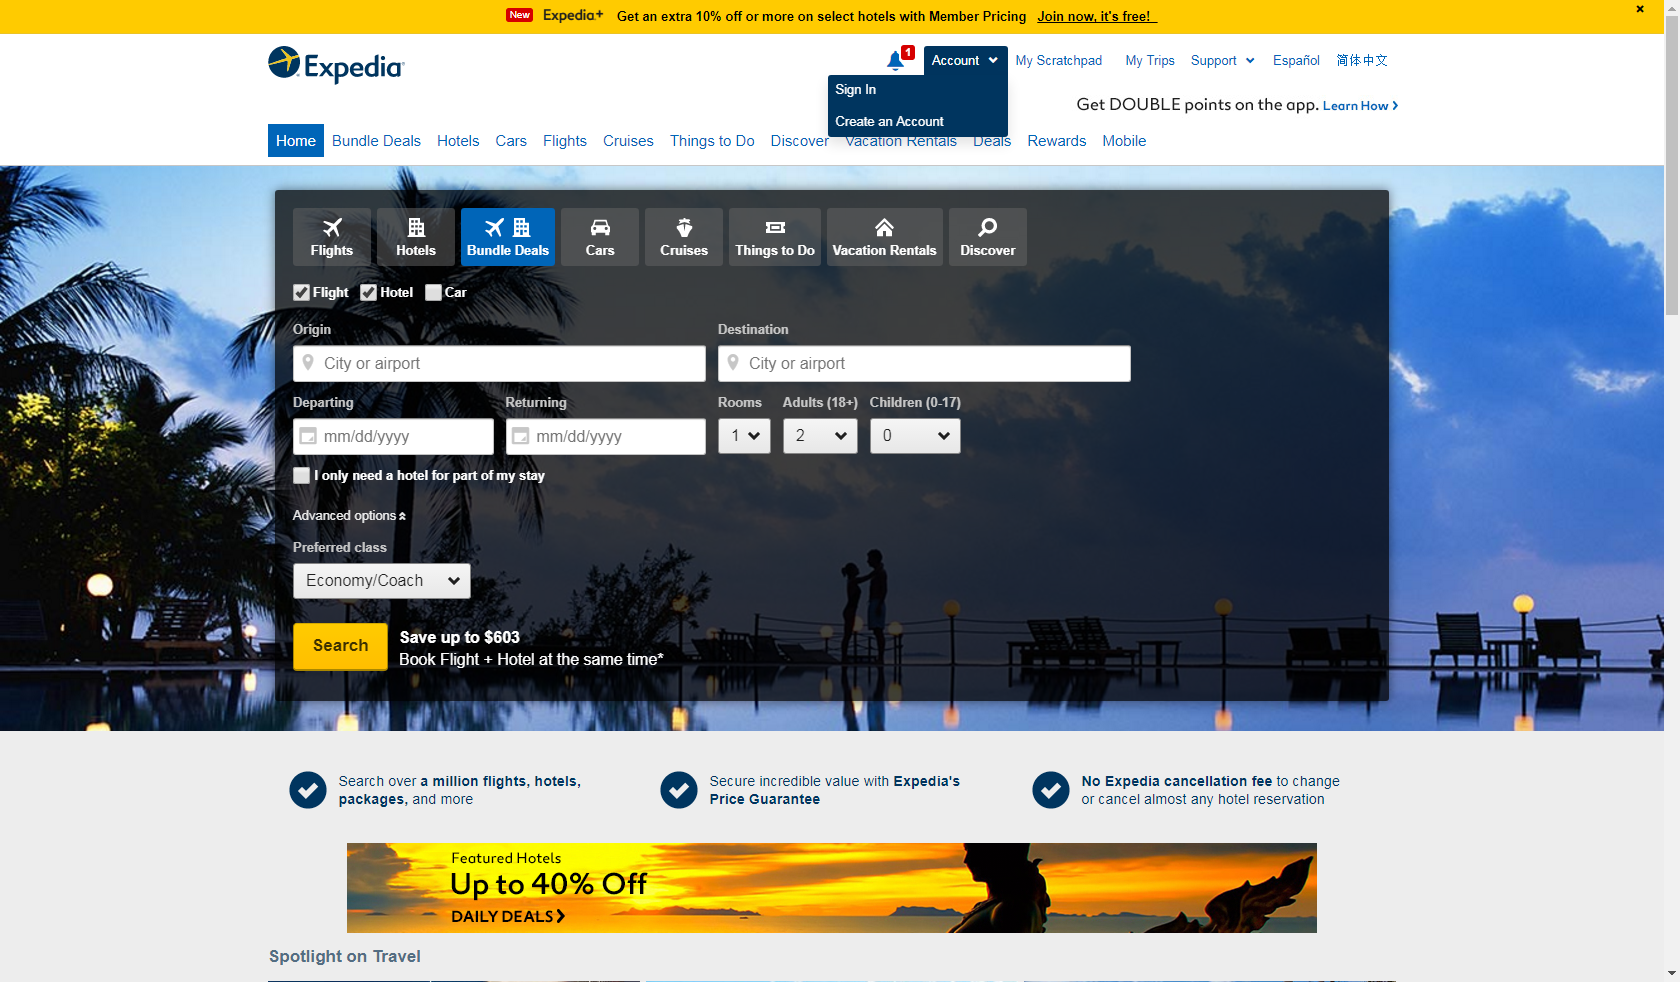 New Expedia+ Get an extra 10% off or more on select hotels with Member Pricing Join now, it's free!
Expedia
1
Account
My Scratchpad
My Trips
Support
Español
简体中文
Sign In
Create an Account
Get DOUBLE points on the app. Learn How
Home
Bundle Deals
Hotels
Cars
Flights
Cruises
Things to Do
Discover
Vacation Rentals
Deals
Rewards
Mobile
Flights
Hotels
Bundle Deals
Cars
Cruises
Things to Do
Vacation Rentals
Discover
Flight
Hotel
Car
Origin
Destination
City or airport
City or airport
Departing
Returning
Rooms
Adults (18+)
Children (0-17)
mm/dd/yyyy
mm/dd/yyyy
1
2
0
I only need a hotel for part of my stay
Advanced options
Preferred class
Economy/Coach
Search
Save up to $603
Book Flight + Hotel at the same time*
Search over a million flights, hotels,
packages, and more
Secure incredible value with Expedia's
Price Guarantee
No Expedia cancellation fee to change
or cancel almost any hotel reservation
Featured Hotels
Up to 40% Off
DAILY DEALS
Spotlight on Travel